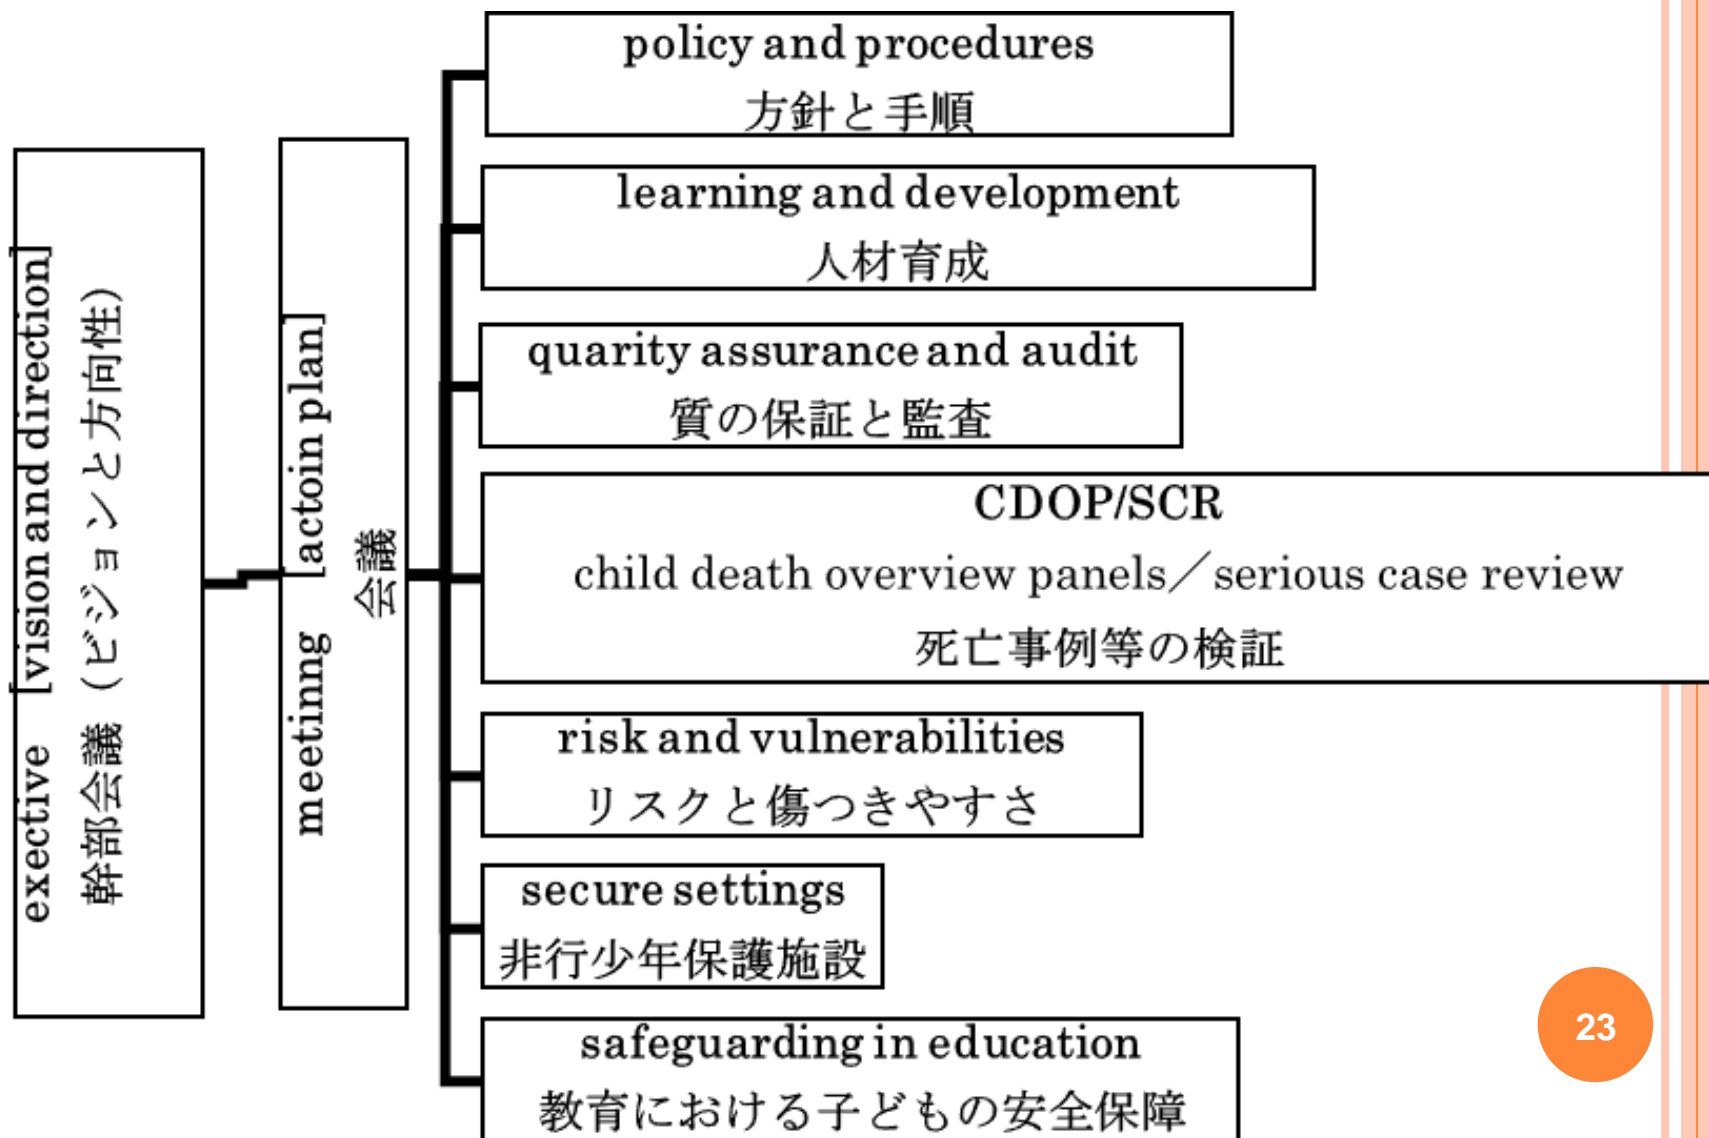 exective [vision and direction]
幹部会議（ビジョンと方向性）
meetinng [actoin plan]
会議
policy and procedures
方針と手順
learning and development
人材育成
quarity assurance and audit
質の保証と監査
CDOP/SCR
child death overview panels／serious case review
死亡事例等の検証
risk and vulnerabilities
リスクと傷つきやすさ
secure settings
非行少年保護施設
safeguarding in education
教育における子どもの安全保障
23